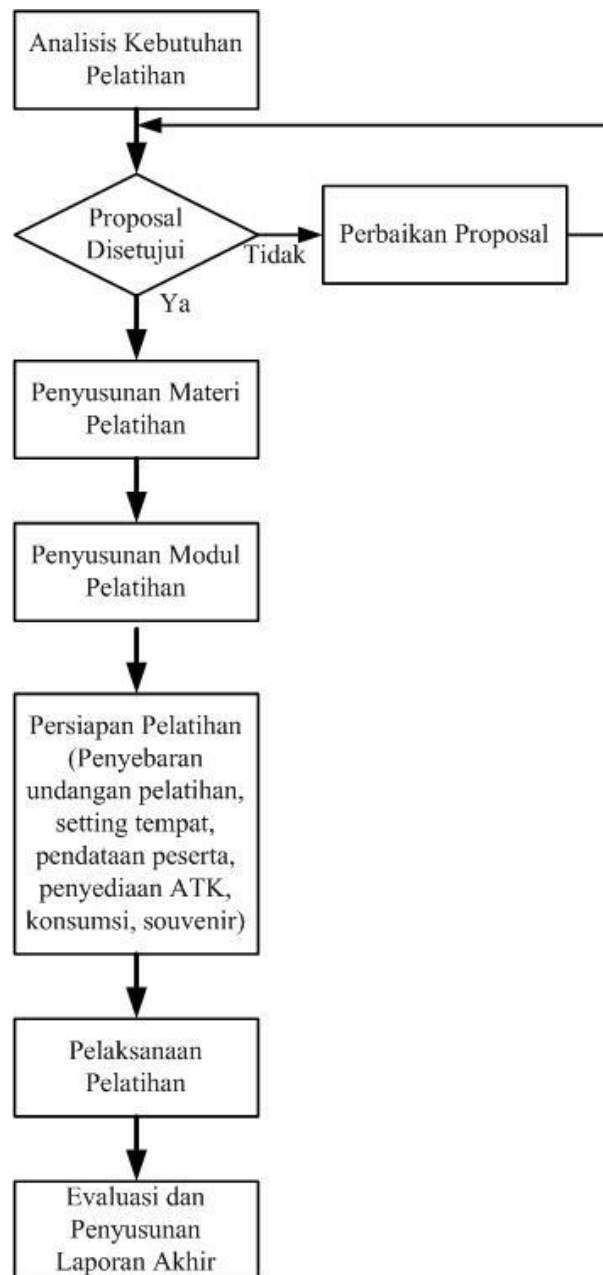 Analisis Kebutuhan
Pelatihan
Proposal
Disetujui
Tidak
Perbaikan Proposal
Ya
Penyusunan Materi
Pelatihan
Penyusunan Modul
Pelatihan
Persiapan Pelatihan
(Penyebaran
undangan pelatihan,
setting tempat,
pendataan peserta,
penyediaan ATK,
konsumsi, souvenir)
Pelaksanaan
Pelatihan
Evaluasi dan
Penyusunan
Laporan Akhir